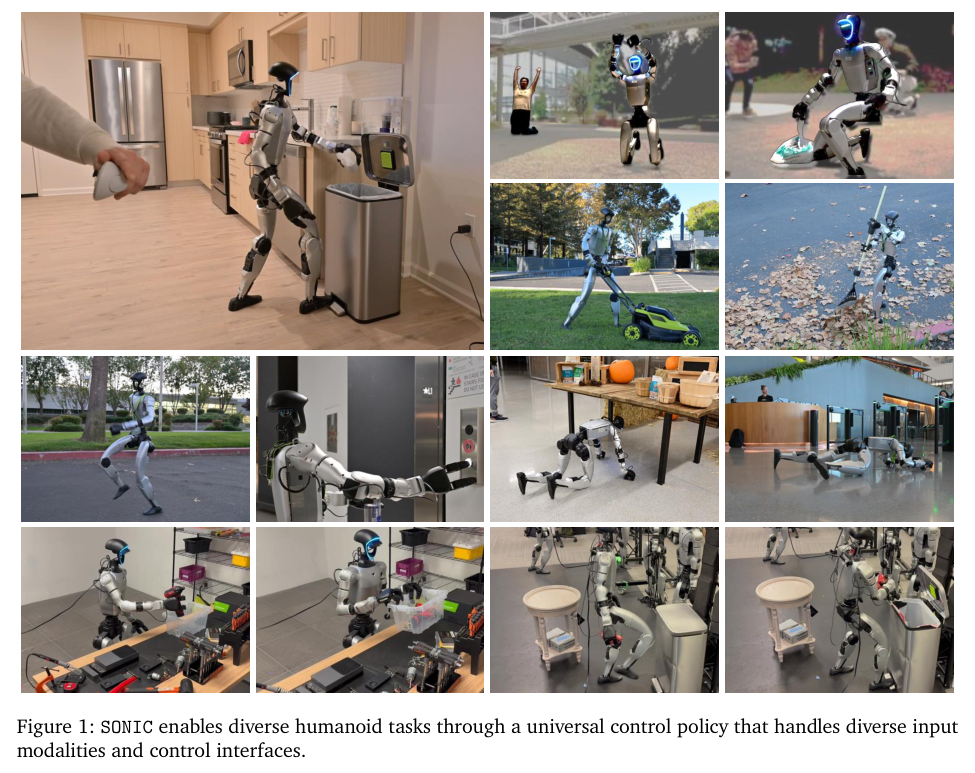 Figure 1: SONIC enables diverse humanoid tasks through a universal control policy that handles diverse input
modalities and control interfaces.